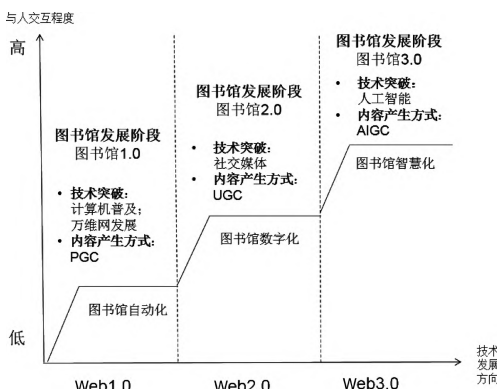 与人交互程度
高
图书馆发展阶段
图书馆3.0
• 技术突破:
人工智能
• 内容产生方式:
AIGC
图书馆智慧化
图书馆发展阶段
图书馆2.0
• 技术突破:
社交媒体
• 内容产生方式:
UGC
图书馆数字化
图书馆发展阶段
图书馆1.0
• 技术突破:
计算机普及;
万维网发展
• 内容产生方式:
PGC
图书馆自动化
低
技术
发展
方向
Web1.0 Web2.0 Web3.0